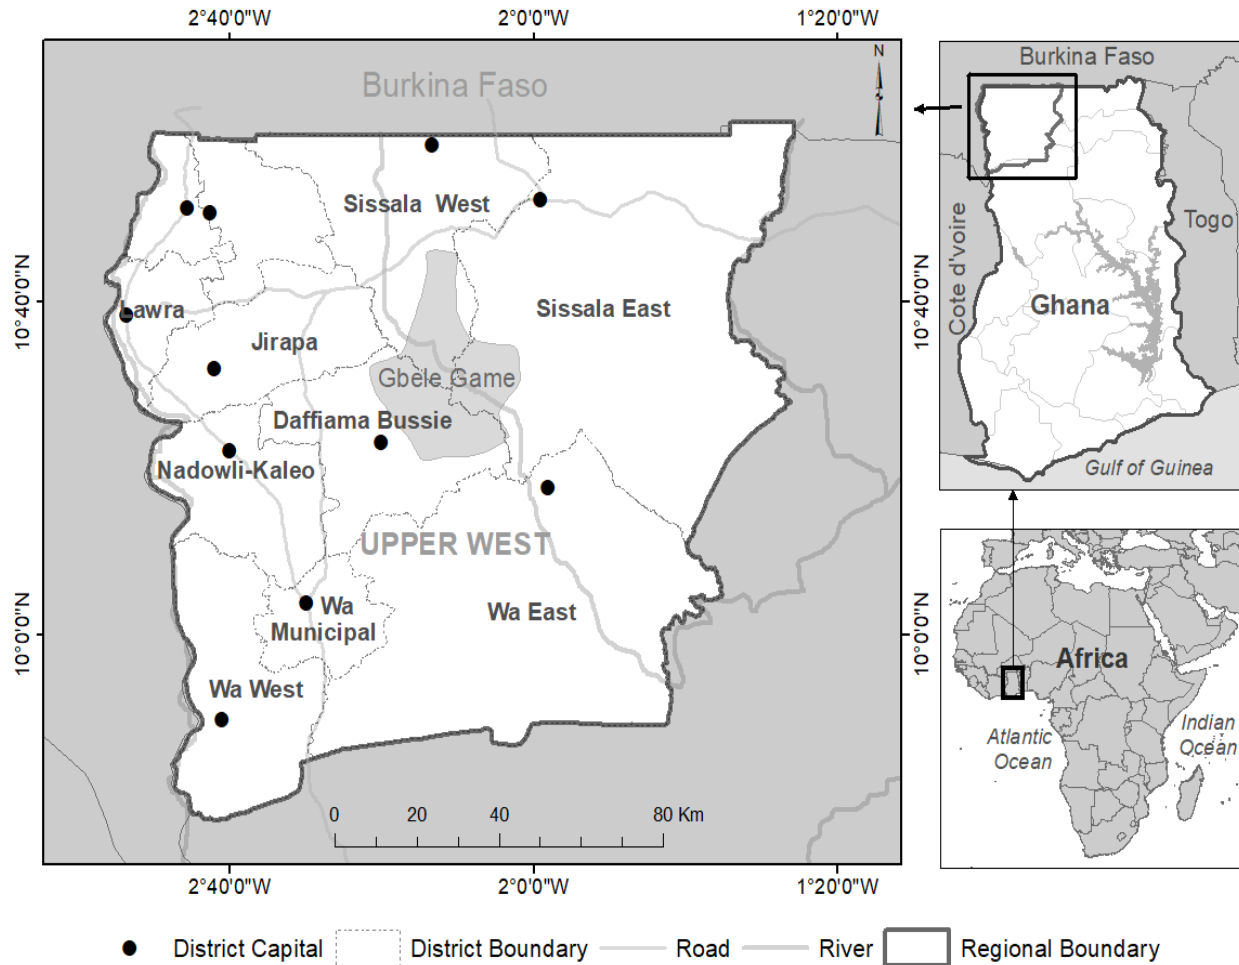 2°40'0"W
2°0'0"W
1°20'0"W
N
Burkina Faso
Sissala West
Lawra
Sissala East
Jirapa
Gbele Game
Daffiama Bussie
Nadowli-Kaleo
UPPER WEST
Wa
Municipal
Wa East
Wa West
0 20 40 80 Km
10°40'0"N
10°0'0"N
10°40'0"N
10°0'0"N
2°40'0"W
2°0'0"W
1°20'0"W
Burkina Faso
Cote d'voire
Togo
Ghana
Gulf of Guinea
Africa
Atlantic
Ocean
Indian
Ocean
District Capital
District Boundary
Road
River
Regional Boundary